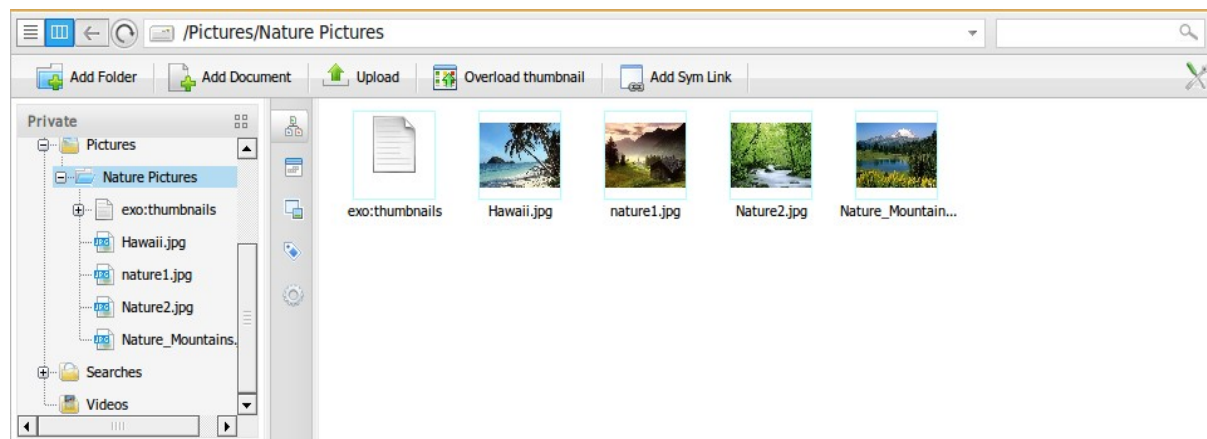 /Pictures/Nature Pictures
Add Folder Add Document Upload Overload thumbnail Add Sym Link
Private
Pictures
Nature Pictures
exo:thumbnails
Hawaii.jpg
nature1.jpg
Nature2.jpg
Nature_Mountains.
Searches
Videos
exo:thumbnails Hawaii.jpg nature1.jpg Nature2.jpg Nature_Mountain...